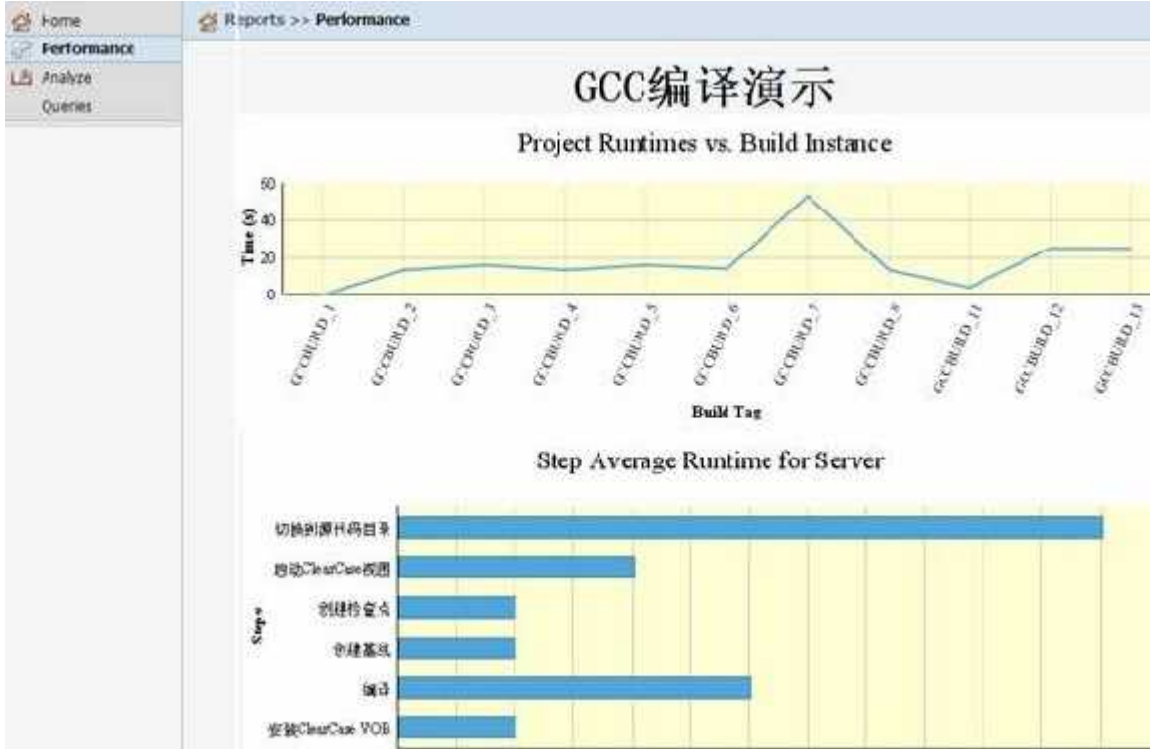 Home
Performance
Analyze
Queries
Reports >> Performance
GCC编译演示
Project Runtimes vs. Build Instance
Time (s)
60
40
20
0
GCCBUILD_1
GCCBUILD_2
GCCBUILD_3
GCCBUILD_4
GCCBUILD_5
GCCBUILD_6
GCCBUILD_7
GCCBUILD_8
GCCBUILD_11
GCCBUILD_12
GCCBUILD_13
Build Tag
Step Average Runtime for Server
Steps
切换到源代码目录
启动ClearCase视图
创建检查点
创建基线
编译
安装ClearCase VOB